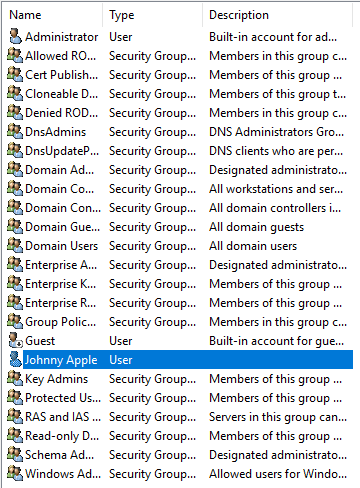 Name Type Description
Administrator User Built-in account for ad...
Allowed RO... Security Group... Members in this group c...
Cert Publish... Security Group... Members of this group ...
Cloneable D... Security Group... Members of this group t...
Denied ROD... Security Group... Members in this group c...
DnsAdmins Security Group... DNS Administrators Gro...
DnsUpdateP... Security Group... DNS clients who are per...
Domain Ad... Security Group... Designated administrato...
Domain Co... Security Group... All workstations and ser...
Domain Con... Security Group... All domain controllers i...
Domain Gue... Security Group... All domain guests
Domain Users Security Group... All domain users
Enterprise A... Security Group... Designated administrato...
Enterprise K... Security Group... Members of this group ...
Enterprise R... Security Group... Members of this group ...
Group Polic... Security Group... Members in this group c...
Guest User Built-in account for gue...
Johnny Apple User
Key Admins Security Group... Members of this group ...
Protected Us... Security Group... Members of this group ...
RAS and IAS ... Security Group... Servers in this group can...
Read-only D... Security Group... Members of this group ...
Schema Ad... Security Group... Designated administrato...
Windows Ad... Security Group... Allowed users for Windo...